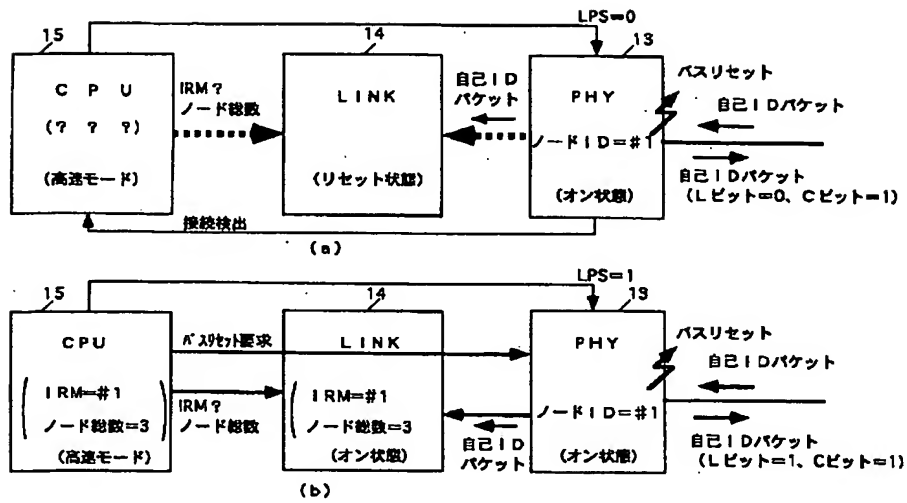 LPS=0
15
14
13
CPU
(???)
(高速モード)
IRM?
ノード総数
LINK
(リセット状態)
自己ID
パケット
PHY
ノードID=#1
(オン状態)
バスリセット
自己IDパケット
自己IDパケット
(Lビット=0、Cビット=1)
接続検出
(a)
LPS=1
15
14
13
CPU
IRM=#1
ノード総数=3
(高速モード)
バスリセット要求
IRM?
ノード総数
LINK
IRM=#1
ノード総数=3
(オン状態)
自己ID
パケット
PHY
ノードID=#1
(オン状態)
バスリセット
自己IDパケット
自己IDパケット
(Lビット=1、Cビット=1)
(b)